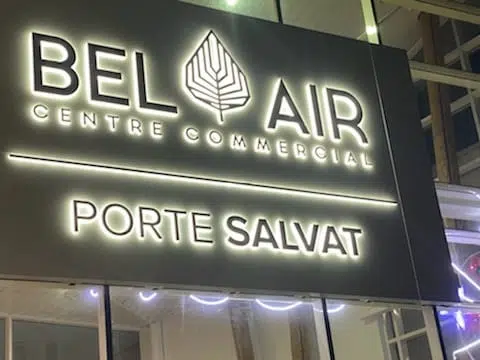 BEL AIR
CENTRE COMMERCIAL
PORTE SALVAT